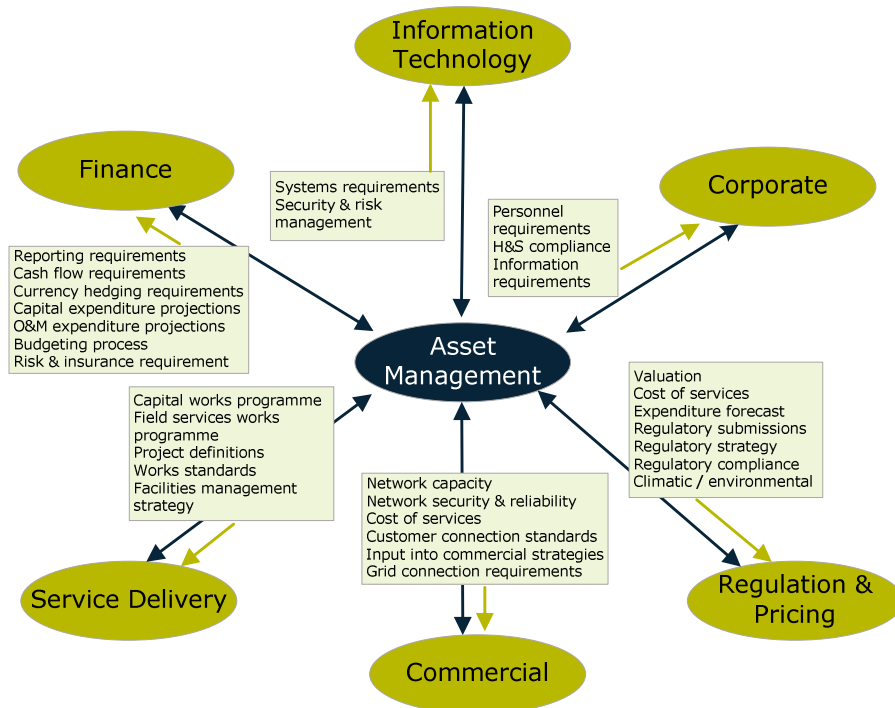 Information
Technology
Finance
Corporate
Systems requirements
Security & risk
management
Personnel
requirements
H&S compliance
Information
requirements
Reporting requirements
Cash flow requirements
Currency hedging requirements
Capital expenditure projections
O&M expenditure projections
Budgeting process
Risk & insurance requirement
Asset
Management
Valuation
Cost of services
Expenditure forecast
Regulatory submissions
Regulatory strategy
Regulatory compliance
Climatic / environmental
Capital works programme
Field services works
programme
Project definitions
Works standards
Facilities management
strategy
Network capacity
Network security & reliability
Cost of services
Customer connection standards
Input into commercial strategies
Grid connection requirements
Service Delivery
Regulation &
Pricing
Commercial